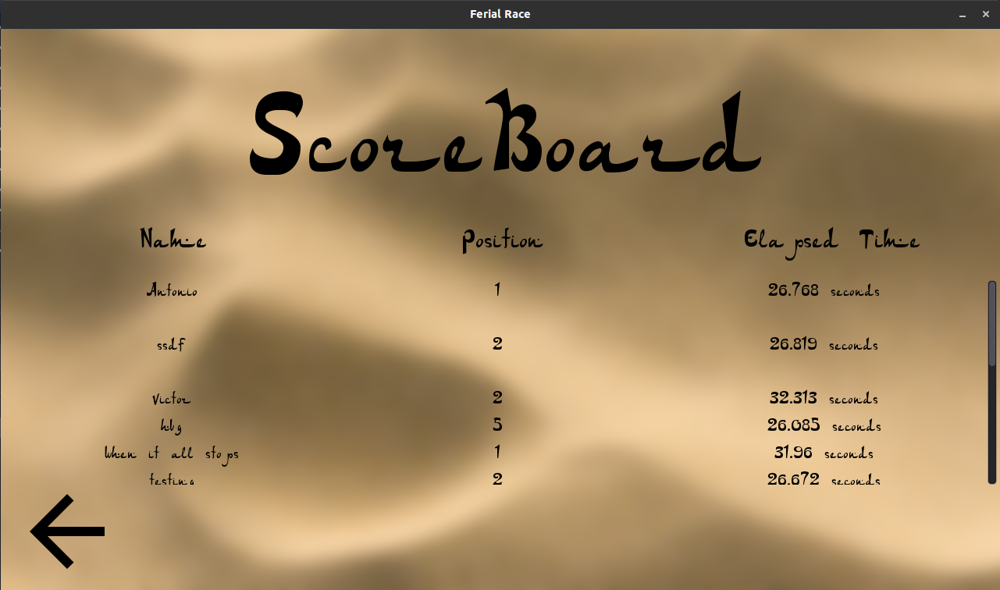 Ferial Race
ScoreBoard
Name Position Elapsed Time
Antonio 1 26.768 seconds
ssdf 2 26.819 seconds
Victor 2 32.313 seconds
hbg 5 26.085 seconds
When it all stops 1 31.96 seconds
testing 2 26.672 seconds